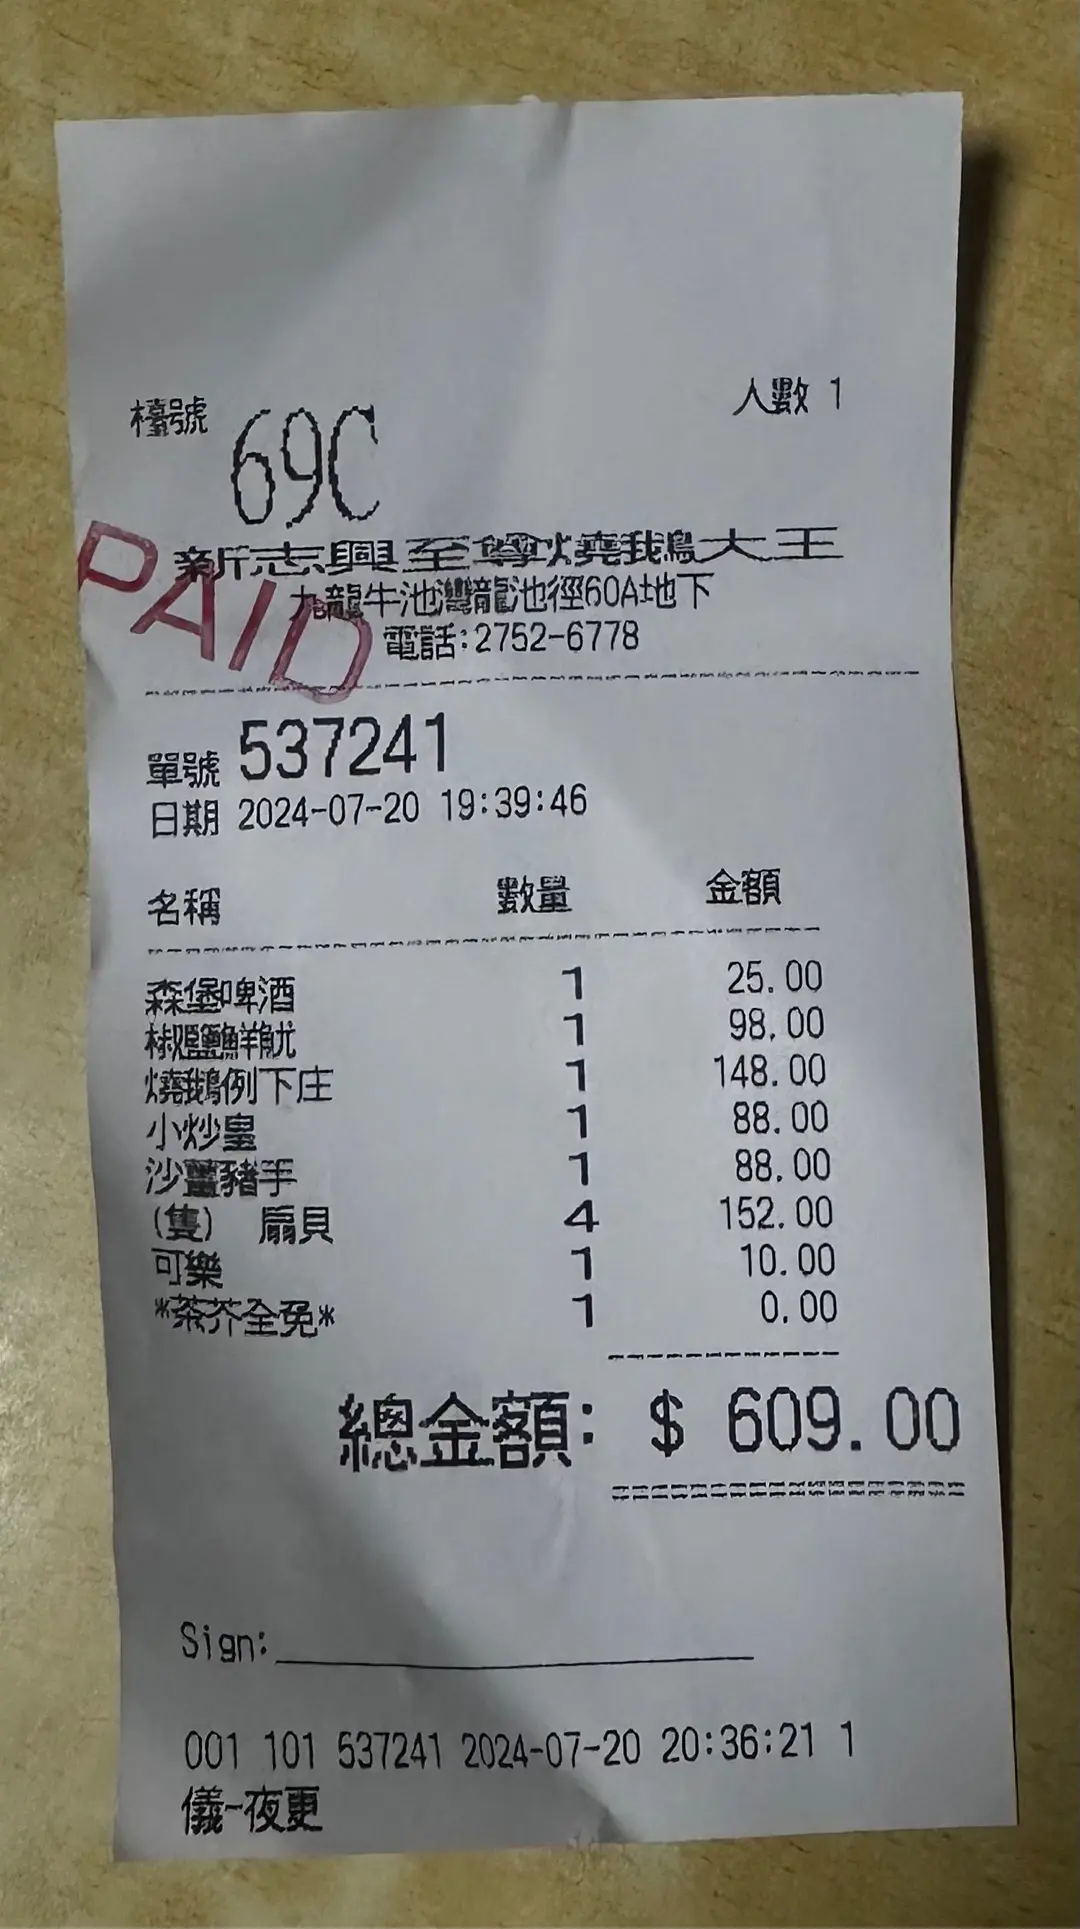 檯號 69C 人數 1
新志興至尊燒鵝大王
九龍牛池灣龍池徑60A地下
電話:2752-6778
PAID
單號 537241
日期 2024-07-20 19:39:46
名稱 數量 金額
森堡啤酒 1 25.00
椒鹽鮮魷 1 98.00
燒鵝例下庄 1 148.00
小炒皇 1 88.00
沙薑豬手 1 88.00
(隻) 扇貝 4 152.00
可樂 1 10.00
*茶芥全免* 1 0.00
總金額: $ 609.00
Sign:
001 101 537241 2024-07-20 20:36:21 1
儀-夜更